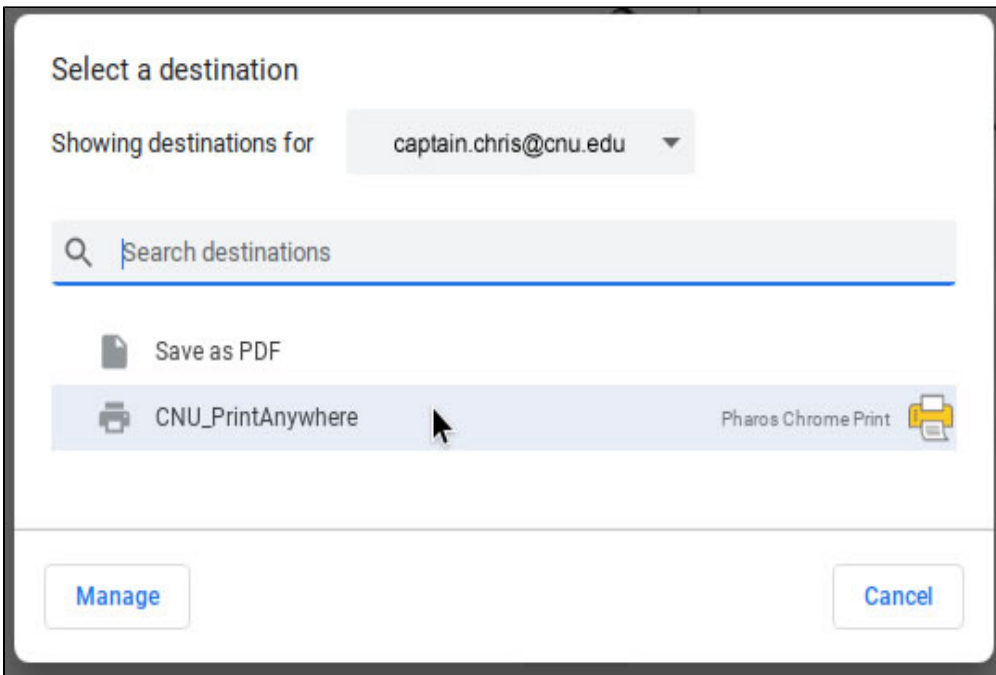 Select a destination
Showing destinations for captain.chris@cnu.edu
Search destinations
Save as PDF
CNU_PrintAnywhere Pharos Chrome Print
Manage Cancel